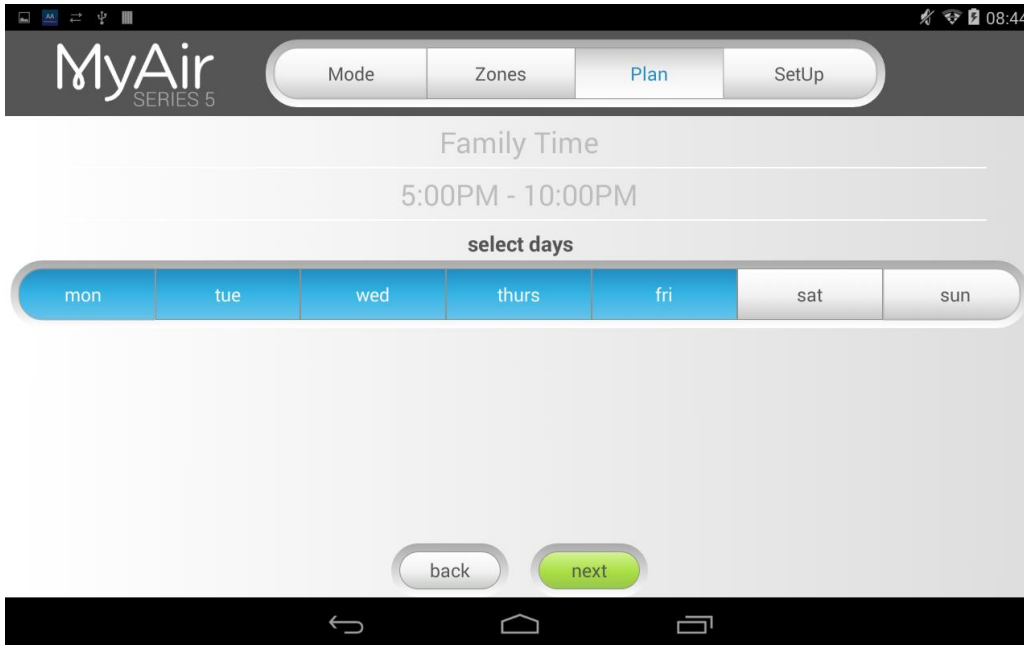 AA 08:44
MyAir
SERIES 5
Mode Zones Plan SetUp
Family Time
5:00PM - 10:00PM
select days
mon tue wed thurs fri sat sun
back next